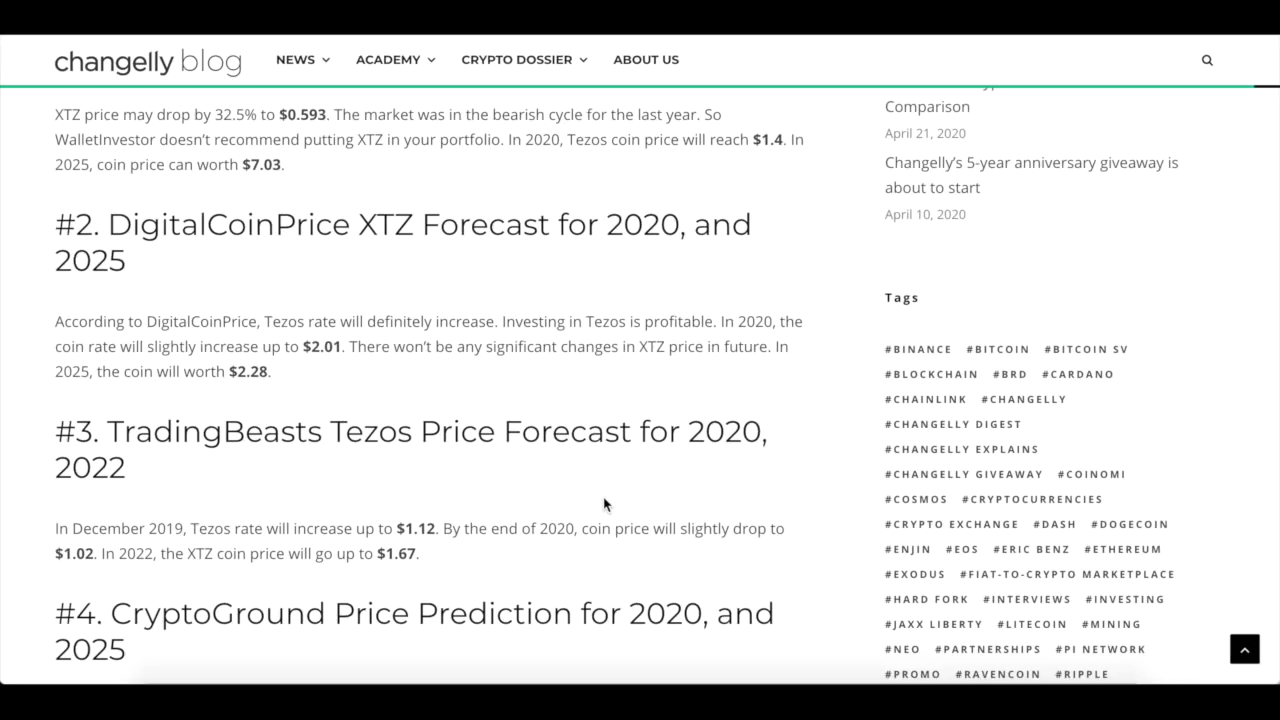 changelly blog
NEWS
ACADEMY
CRYPTO DOSSIER
ABOUT US
XTZ price may drop by 32.5% to $0.593. The market was in the bearish cycle for the last year. So
WalletInvestor doesn’t recommend putting XTZ in your portfolio. In 2020, Tezos coin price will reach $1.4. In
2025, coin price can worth $7.03.
#2. DigitalCoinPrice XTZ Forecast for 2020, and
2025
According to DigitalCoinPrice, Tezos rate will definitely increase. Investing in Tezos is profitable. In 2020, the
coin rate will slightly increase up to $2.01. There won’t be any significant changes in XTZ price in future. In
2025, the coin will worth $2.28.
#3. TradingBeasts Tezos Price Forecast for 2020,
2022
In December 2019, Tezos rate will increase up to $1.12. By the end of 2020, coin price will slightly drop to
$1.02. In 2022, the XTZ coin price will go up to $1.67.
#4. CryptoGround Price Prediction for 2020, and
2025
Comparison
April 21, 2020
Changelly’s 5-year anniversary giveaway is
about to start
April 10, 2020
Tags
#BINANCE #BITCOIN #BITCOIN SV
#BLOCKCHAIN #BRD #CARDANO
#CHAINLINK #CHANGELLY
#CHANGELLY DIGEST
#CHANGELLY EXPLAINS
#CHANGELLY GIVEAWAY #COINOMI
#COSMOS #CRYPTOCURRENCIES
#CRYPTO EXCHANGE #DASH #DOGECOIN
#ENJIN #EOS #ERIC BENZ #ETHEREUM
#EXODUS #FIAT-TO-CRYPTO MARKETPLACE
#HARD FORK #INTERVIEWS #INVESTING
#JAXX LIBERTY #LITECOIN #MINING
#NEO #PARTNERSHIPS #PI NETWORK
#PROMO #RAVENCOIN #RIPPLE